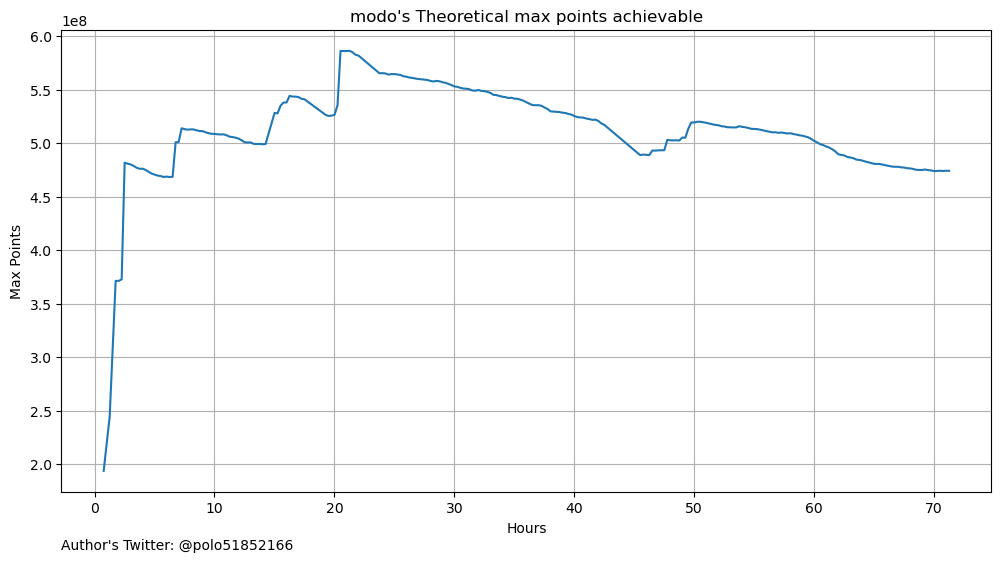 modo's Theoretical max points achievable
1e8
6.0
5.5
5.0
4.5
4.0
3.5
3.0
2.5
2.0
Max Points
0 10 20 30 40 50 60 70
Hours
Author's Twitter: @polo51852166